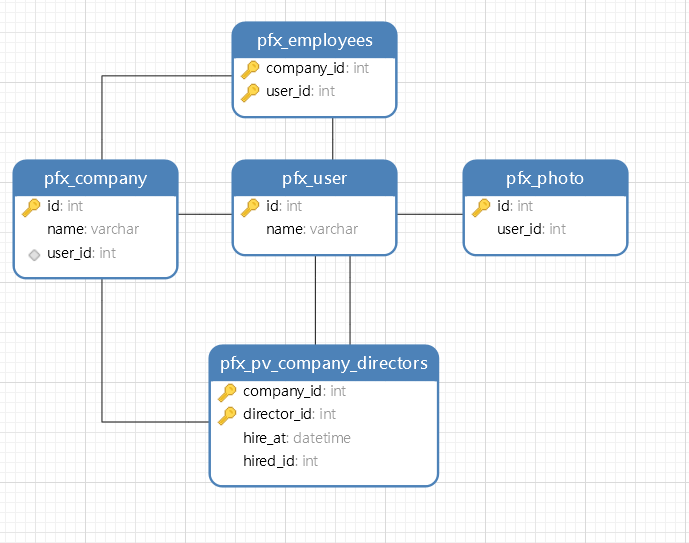 pfx_employees
company_id: int
user_id: int
pfx_company
id: int
name: varchar
user_id: int
pfx_user
id: int
name: varchar
pfx_photo
id: int
user_id: int
pfx_pv_company_directors
company_id: int
director_id: int
hire_at: datetime
hired_id: int